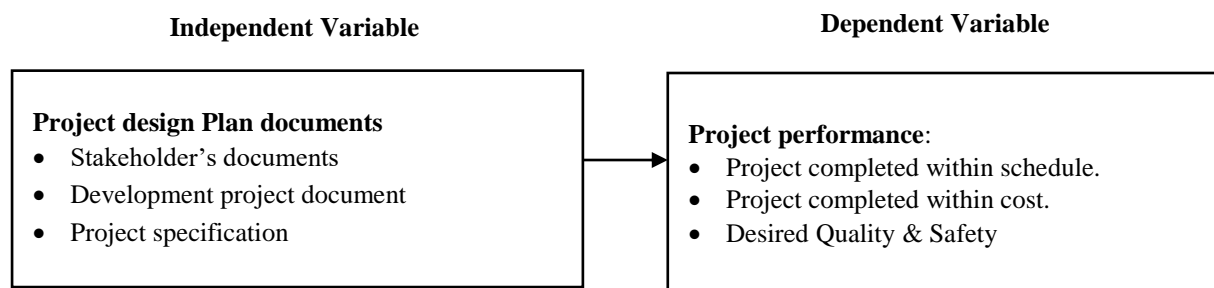 Independent Variable
Dependent Variable
Project design Plan documents
• Stakeholder's documents
• Development project document
• Project specification
Project performance:
• Project completed within schedule.
• Project completed within cost.
• Desired Quality & Safety